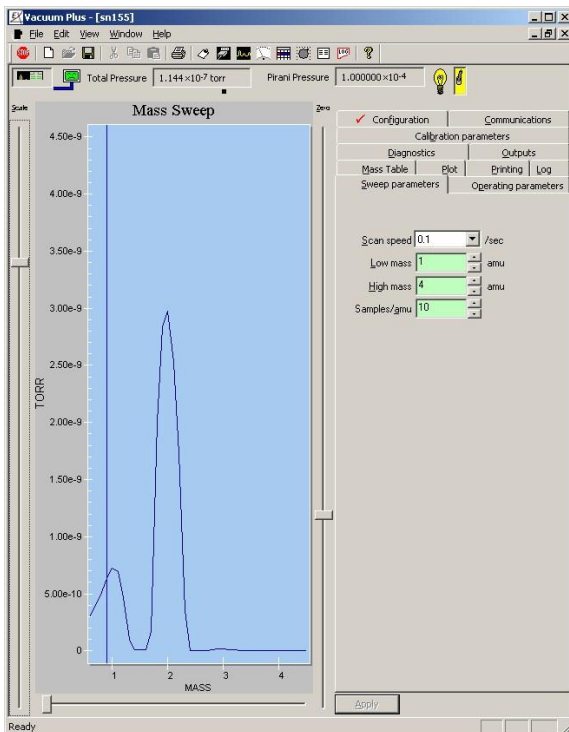 Vacuum Plus - [sn155]
File Edit View Window Help
STOP
Total Pressure 1.144×10-7 torr Pirani Pressure 1.000000×10-4
Scale Mass Sweep Zero
4.50e-9
4.00e-9
3.50e-9
3.00e-9
2.50e-9
2.00e-9
1.50e-9
1.00e-9
5.00e-10
0
TORR
1 2 3 4
MASS
Configuration Communications
Calibration parameters
Diagnostics Outputs
Mass Table Plot Printing Log
Sweep parameters Operating parameters
Scan speed 0.1 /sec
Low mass 1 amu
High mass 4 amu
Samples/amu 10
Apply
Ready